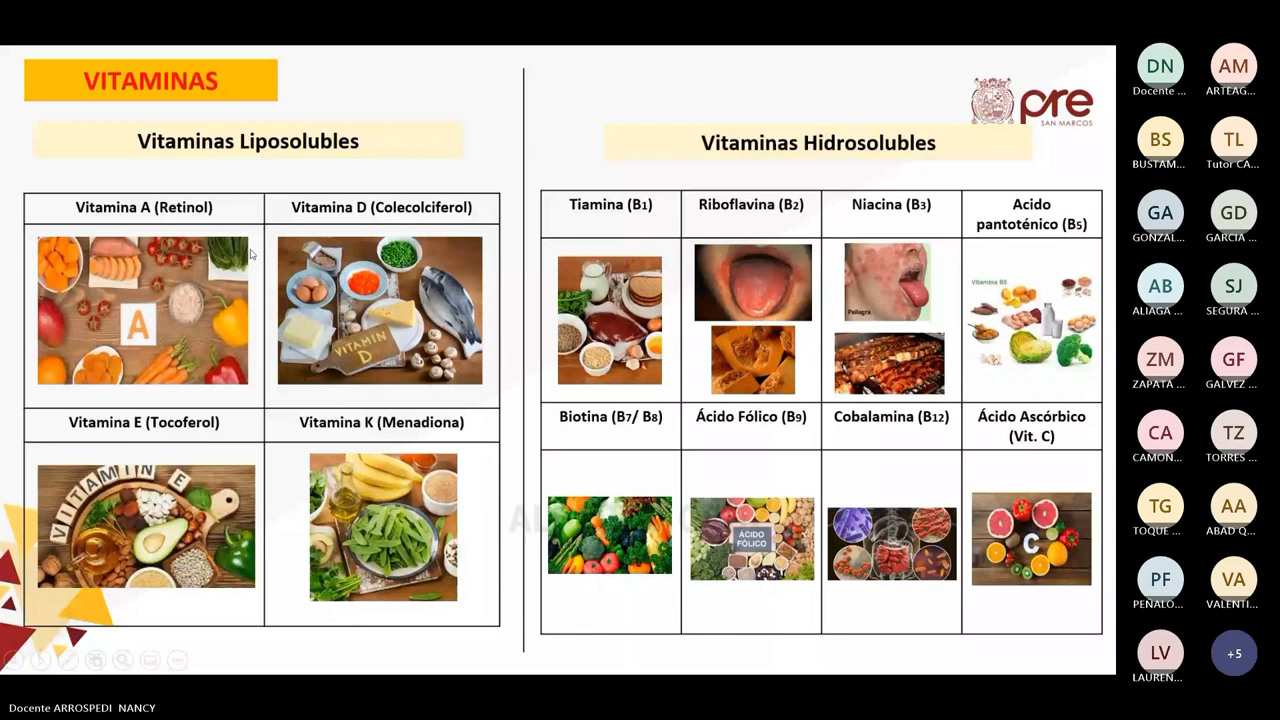 VITAMINAS
pre
SAN MARCOS
Vitaminas Liposolubles
Vitaminas Hidrosolubles
Vitamina A (Retinol)
Vitamina D (Colecolciferol)
A
VITAMIN
D
Vitamina E (Tocoferol)
Vitamina K (Menadiona)
VITAMIN E
Tiamina (B1)
Riboflavina (B2)
Niacina (B3)
Acido
pantoténico (B5)
Pellagra
Vitamina B5
Biotina (B7/ B8)
Ácido Fólico (B9)
Cobalamina (B12)
Ácido Ascórbico
(Vit. C)
ÁCIDO
FÓLICO
C
DN
Docente ...
AM
ARTEAG...
BS
BUSTAM...
TL
Tutor CA...
GA
GONZAL...
GD
GARCIA ...
AB
ALIAGA ...
SJ
SEGURA ...
ZM
ZAPATA ...
GF
GALVEZ ...
CA
CAMON...
TZ
TORRES ...
TG
TOQUE ...
AA
ABAD Q...
PF
PEÑALO...
VA
VALENTI...
LV
LAUREN...
+5
Docente ARROSPEDI NANCY